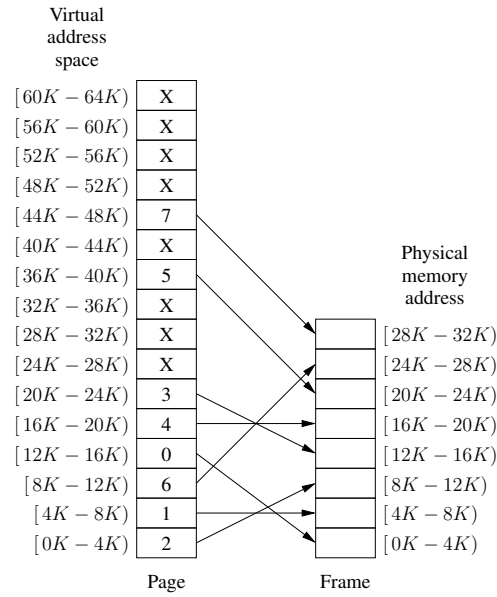 Virtual
address
space
[60K − 64K) X
[56K − 60K) X
[52K − 56K) X
[48K − 52K) X
[44K − 48K) 7
[40K − 44K) X
[36K − 40K) 5
[32K − 36K) X
[28K − 32K) X
[24K − 28K) X
[20K − 24K) 3
[16K − 20K) 4
[12K − 16K) 0
[8K − 12K) 6
[4K − 8K) 1
[0K − 4K) 2
Page
Physical
memory
address
[28K − 32K)
[24K − 28K)
[20K − 24K)
[16K − 20K)
[12K − 16K)
[8K − 12K)
[4K − 8K)
[0K − 4K)
Frame